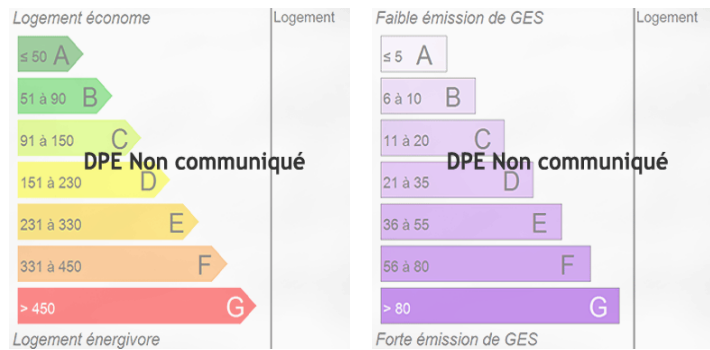 Logement économe
Logement
≤ 50 A
51 à 90 B
91 à 150 C
DPE Non communiqué
151 à 230 D
231 à 330 E
331 à 450 F
> 450 G
Logement énergivore
Faible émission de GES
Logement
≤ 5 A
6 à 10 B
11 à 20 C
DPE Non communiqué
21 à 35 D
36 à 55 E
56 à 80 F
> 80 G
Forte émission de GES